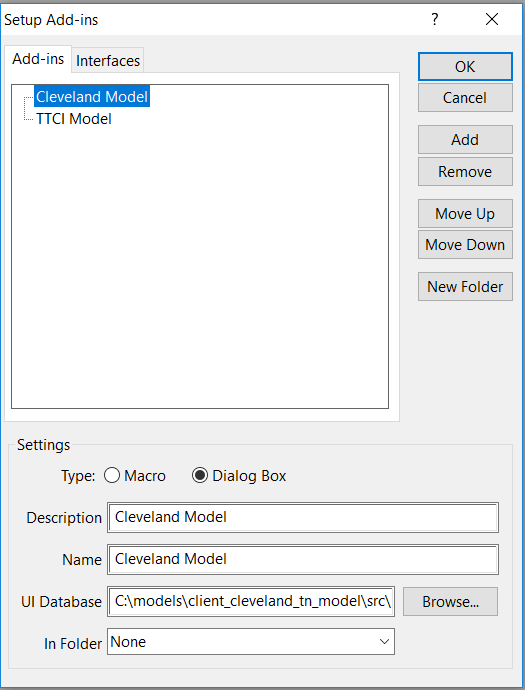 Setup Add-ins
?
Add-ins Interfaces
Cleveland Model
TTCI Model
OK
Cancel
Add
Remove
Move Up
Move Down
New Folder
Settings
Type: Macro Dialog Box
Description Cleveland Model
Name Cleveland Model
UI Database C:\models\client_cleveland_tn_model\src\ Browse...
In Folder None